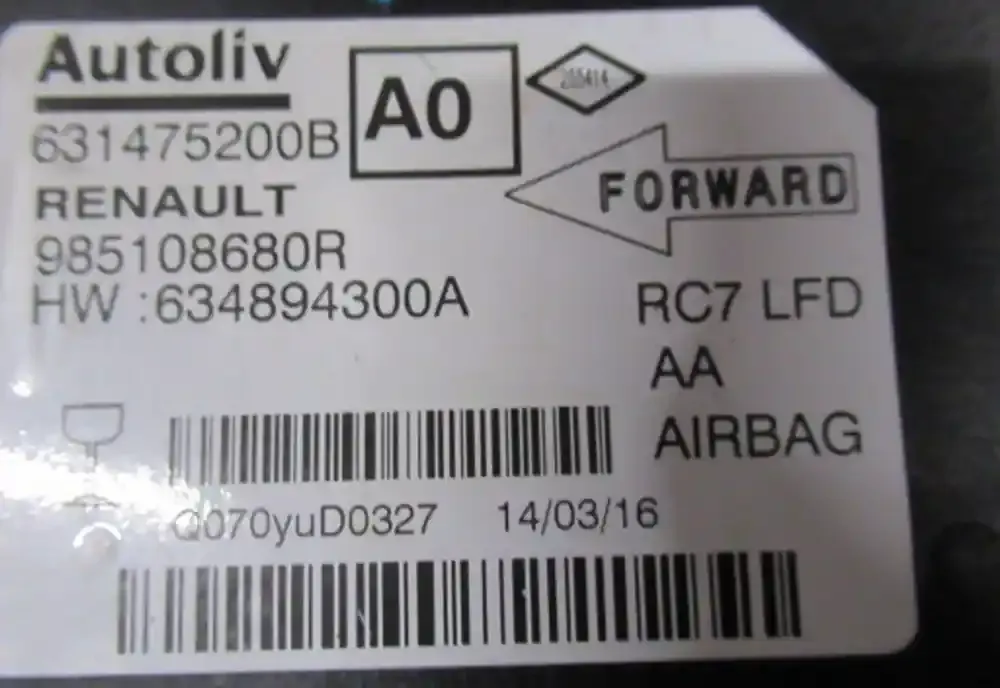 Autoliv
A0
631475200B
FORWARD
RENAULT
985108680R
HW :634894300A
RC7 LFD
AA
AIRBAG
Q070yuD0327 14/03/16